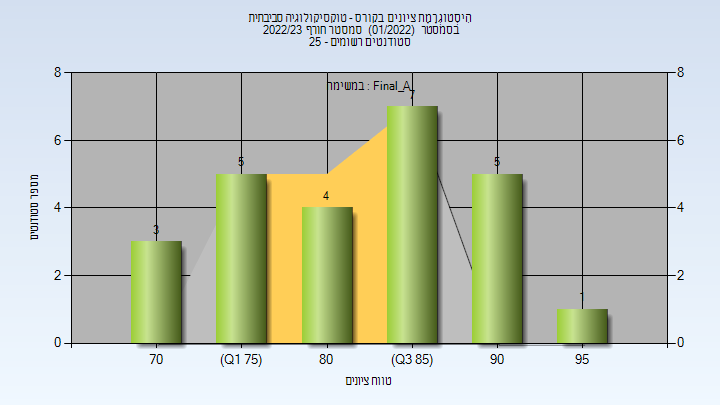 היסטוגרמת ציונים בקורס - טוקסיקולוגיה סביבתית
בסמסטר (01/2022) סמסטר חורף 2022/23
סטודנטים רשומים - 25
במשימה : Final_A
8 8
7
6 6
5 5
4
4 4
3
2 2
1
0 0
70 (Q1 75) 80 (Q3 85) 90 95
מספר סטודנטים
טווח ציונים